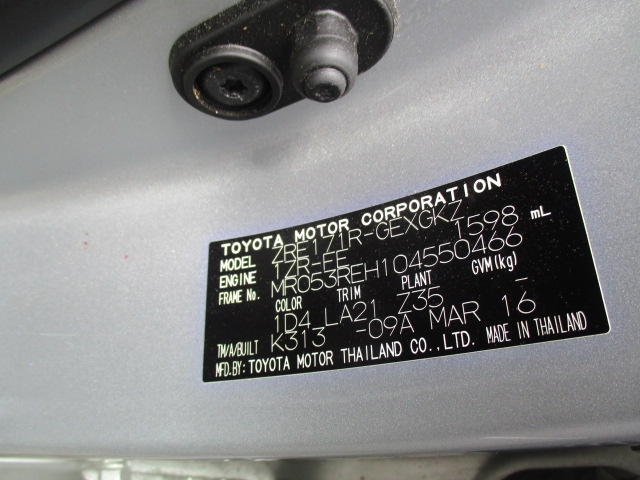 TOYOTA MOTOR CORPORATION
MODEL ZRE171R-GEXGKZ
ENGINE 1ZR-FE 1598 mL
FRAME No. MR053REH104550466
COLOR TRIM PLANT GVM(kg)
1D4 LA21 Z35 -
TM/A/BUILT K313 -09A MAR 16
MFD.BY: TOYOTA MOTOR THAILAND CO.,LTD. MADE IN THAILAND